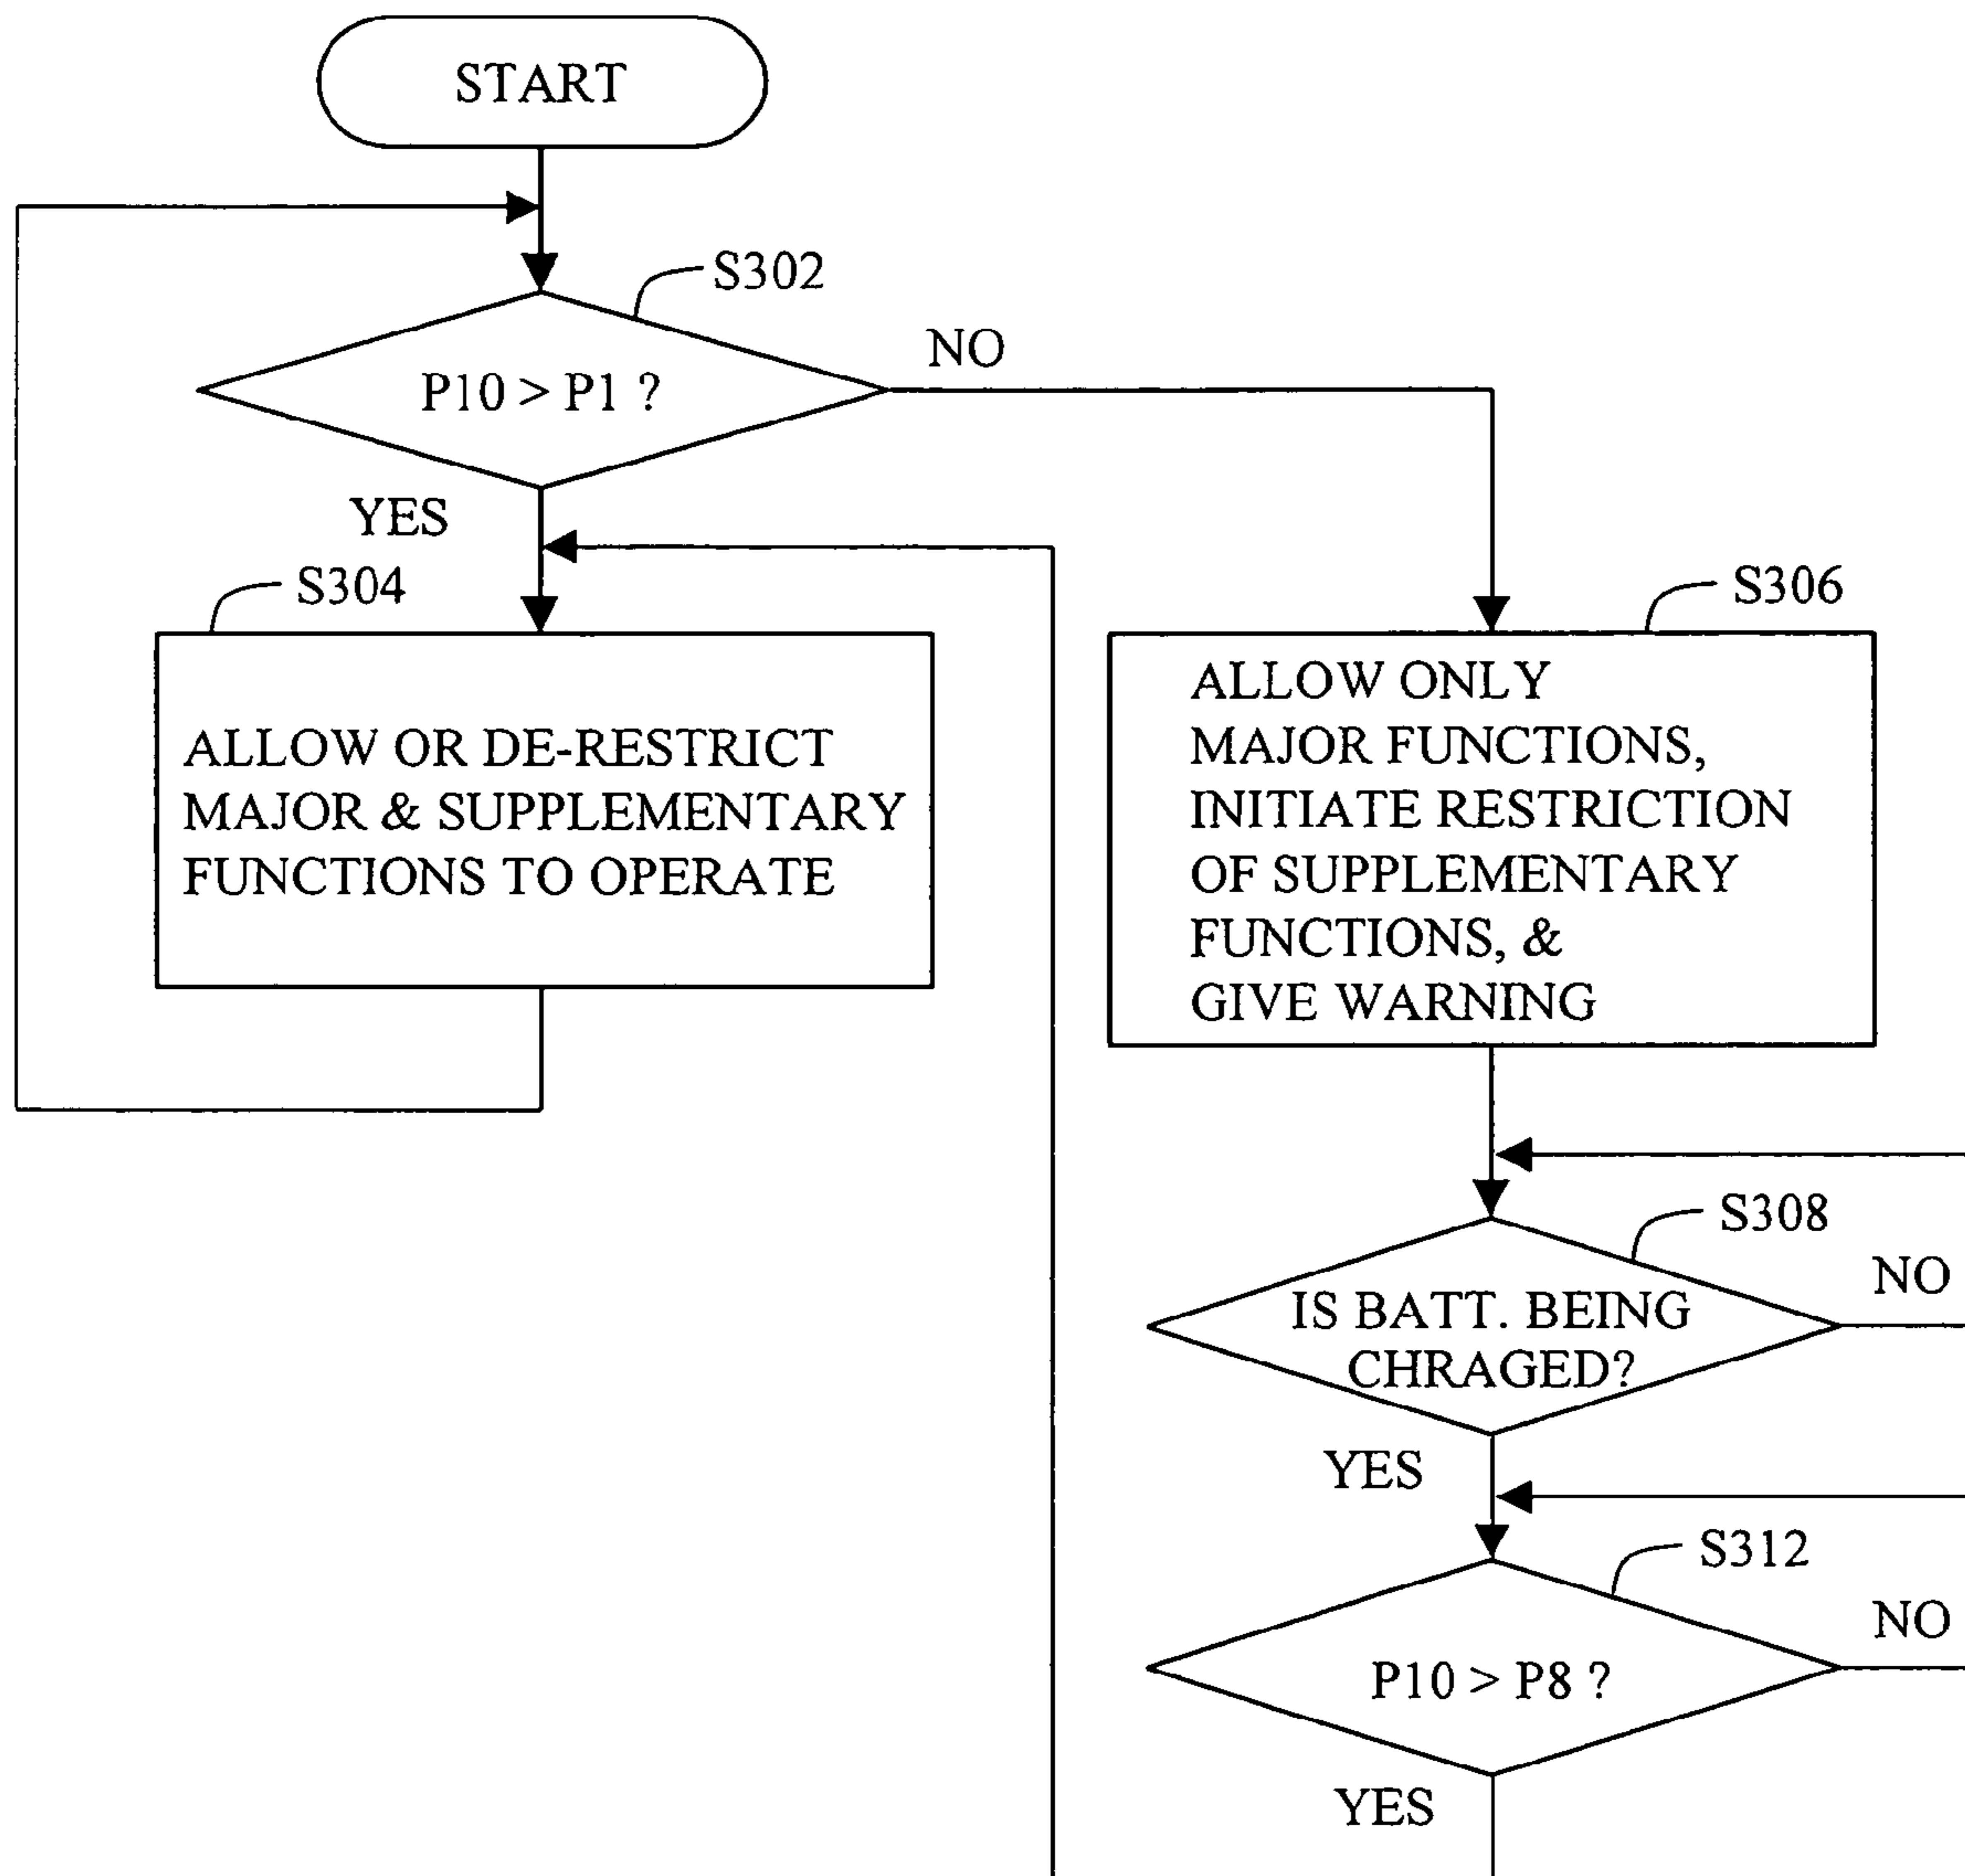 START
S302
P10 > P1 ?
NO
YES
S304
ALLOW OR DE-RESTRICT
MAJOR & SUPPLEMENTARY
FUNCTIONS TO OPERATE
S306
ALLOW ONLY
MAJOR FUNCTIONS,
INITIATE RESTRICTION
OF SUPPLEMENTARY
FUNCTIONS, &
GIVE WARNING
S308
IS BATT. BEING
CHRAGED?
NO
YES
S312
P10 > P8 ?
NO
YES